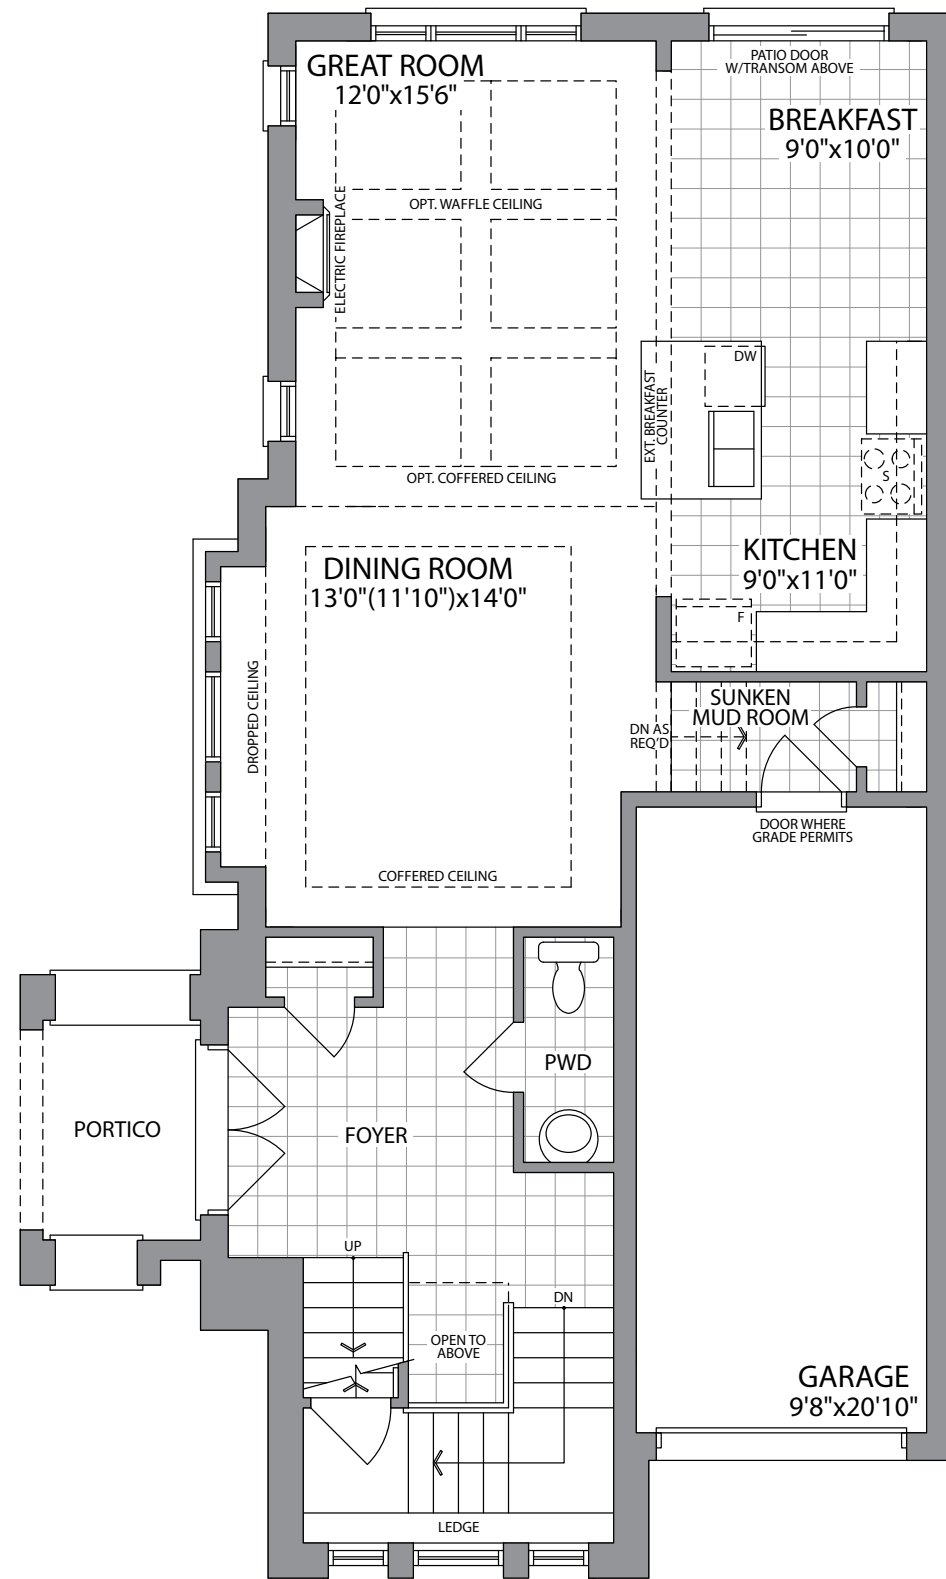 PATIO DOOR
W/TRANSOM ABOVE
GREAT ROOM
12'0"x15'6"
BREAKFAST
9'0"x10'0"
OPT. WAFFLE CEILING
ELECTRIC FIREPLACE
DW
EXT. BREAKFAST
COUNTER
S
OPT. COFFERED CEILING
KITCHEN
9'0"x11'0"
DINING ROOM
13'0"(11'10")x14'0"
F
DROPPED CEILING
SUNKEN
MUD ROOM
DN AS
REQ'D
DOOR WHERE
GRADE PERMITS
COFFERED CEILING
PWD
PORTICO
FOYER
UP
DN
OPEN TO
ABOVE
GARAGE
9'8"x20'10"
LEDGE